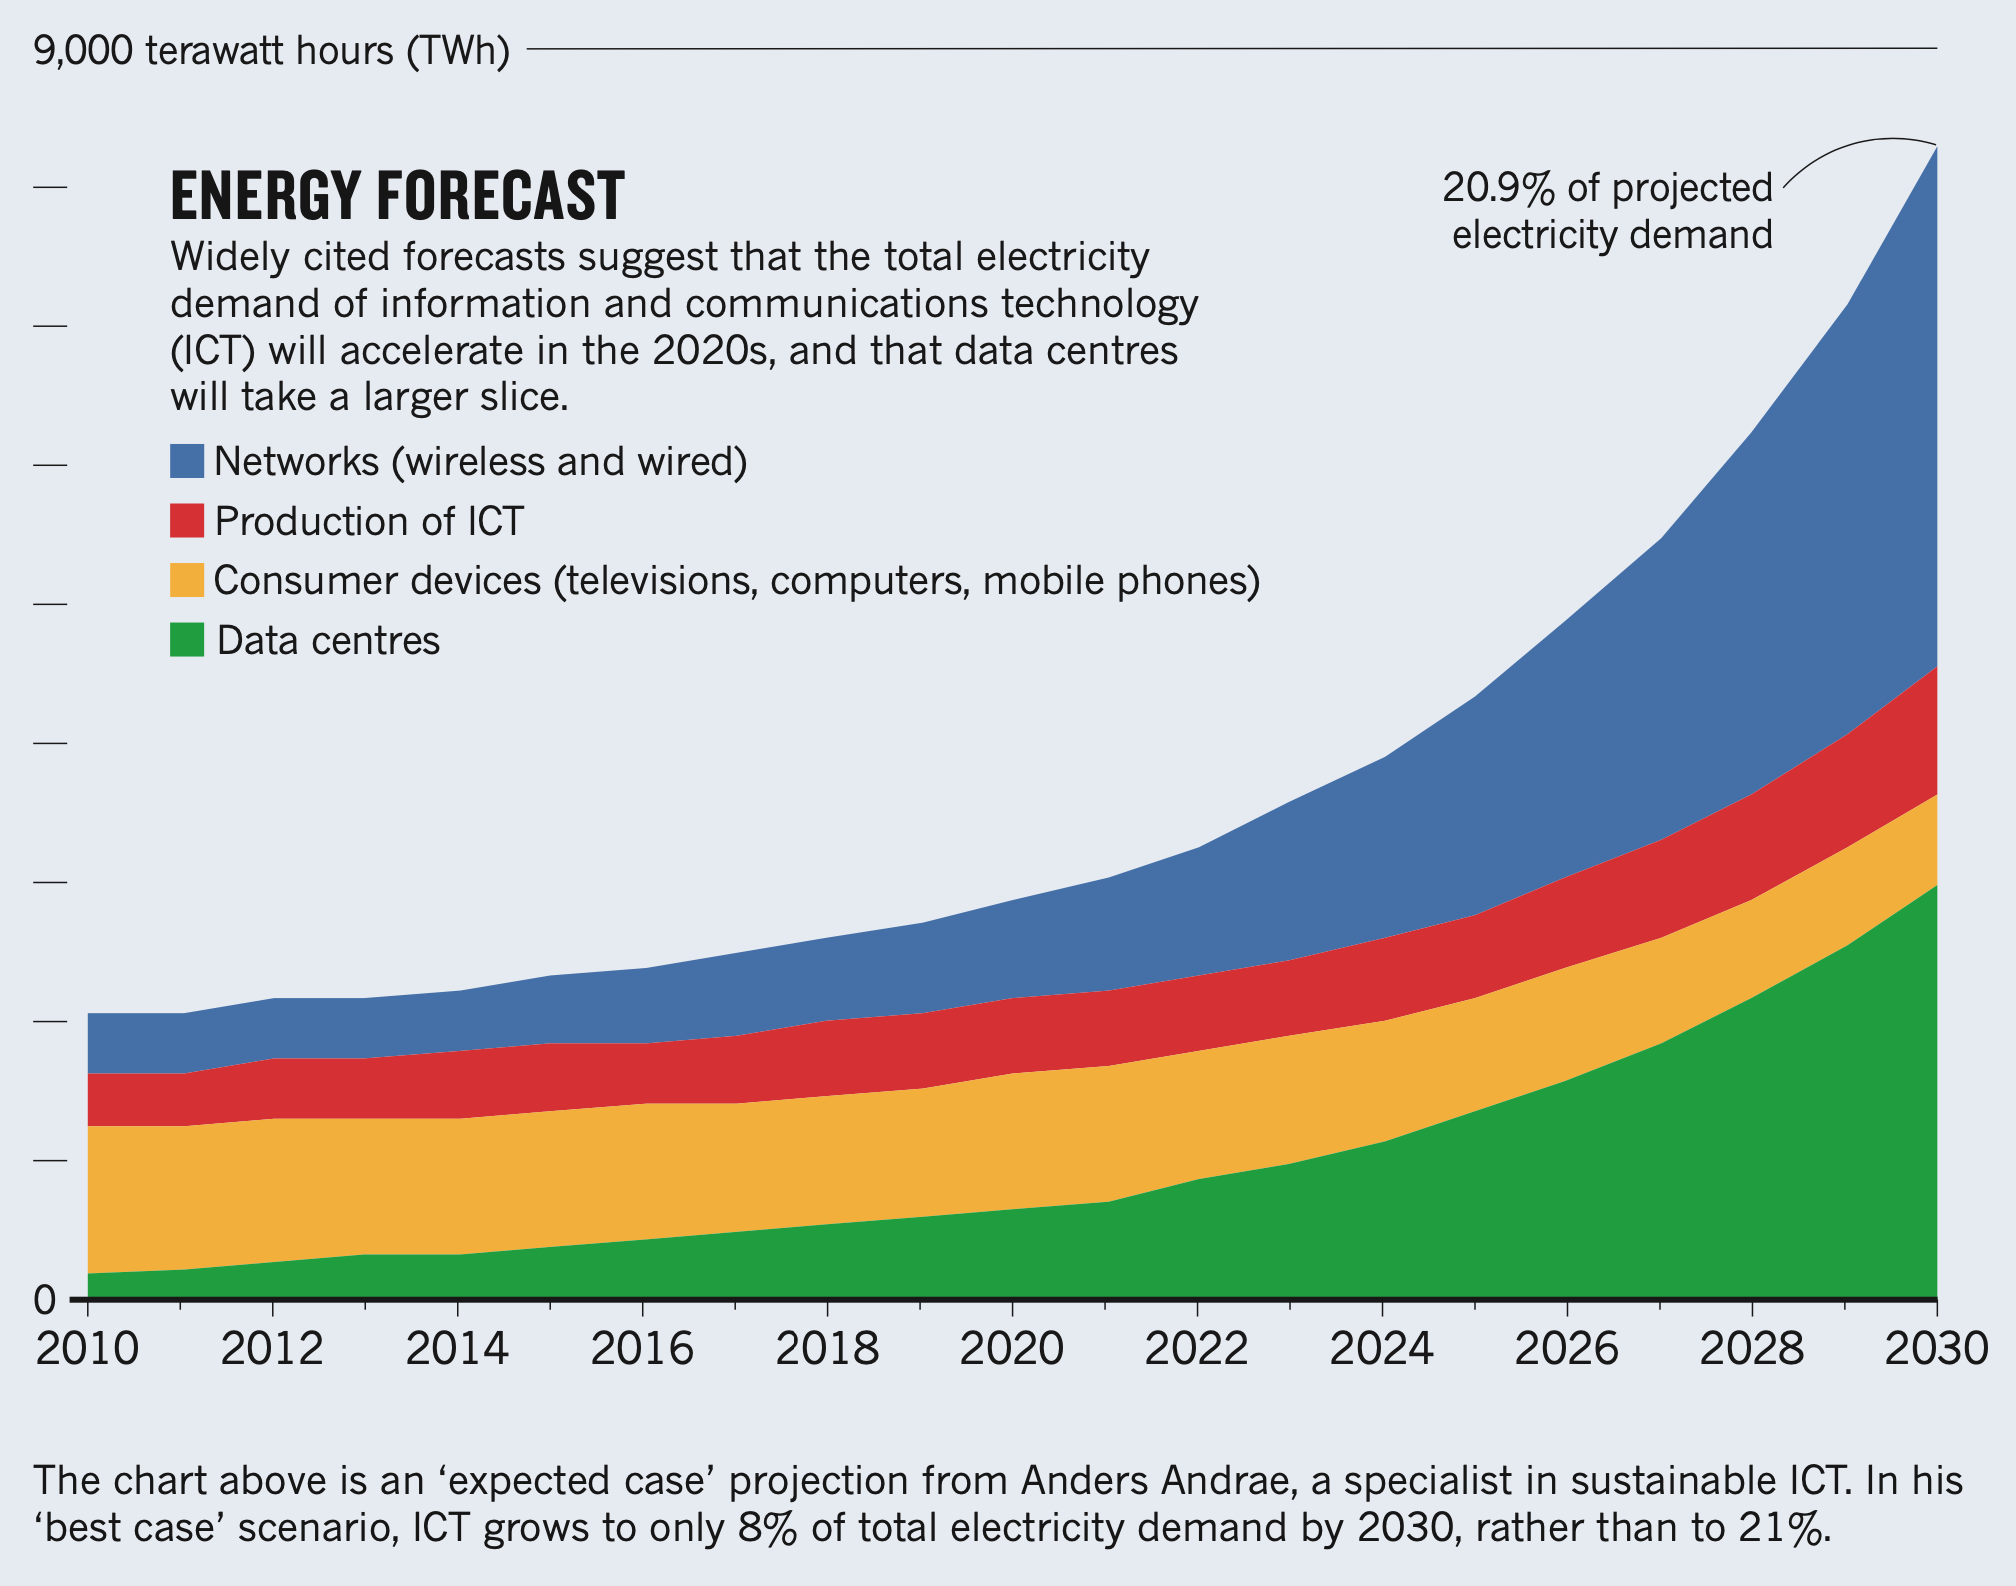 9,000 terawatt hours (TWh)
ENERGY FORECAST
Widely cited forecasts suggest that the total electricity
demand of information and communications technology
(ICT) will accelerate in the 2020s, and that data centres
will take a larger slice.
20.9% of projected
electricity demand
Networks (wireless and wired)
Production of ICT
Consumer devices (televisions, computers, mobile phones)
Data centres
0
2010 2012 2014 2016 2018 2020 2022 2024 2026 2028 2030
The chart above is an ‘expected case’ projection from Anders Andrae, a specialist in sustainable ICT. In his
‘best case’ scenario, ICT grows to only 8% of total electricity demand by 2030, rather than to 21%.